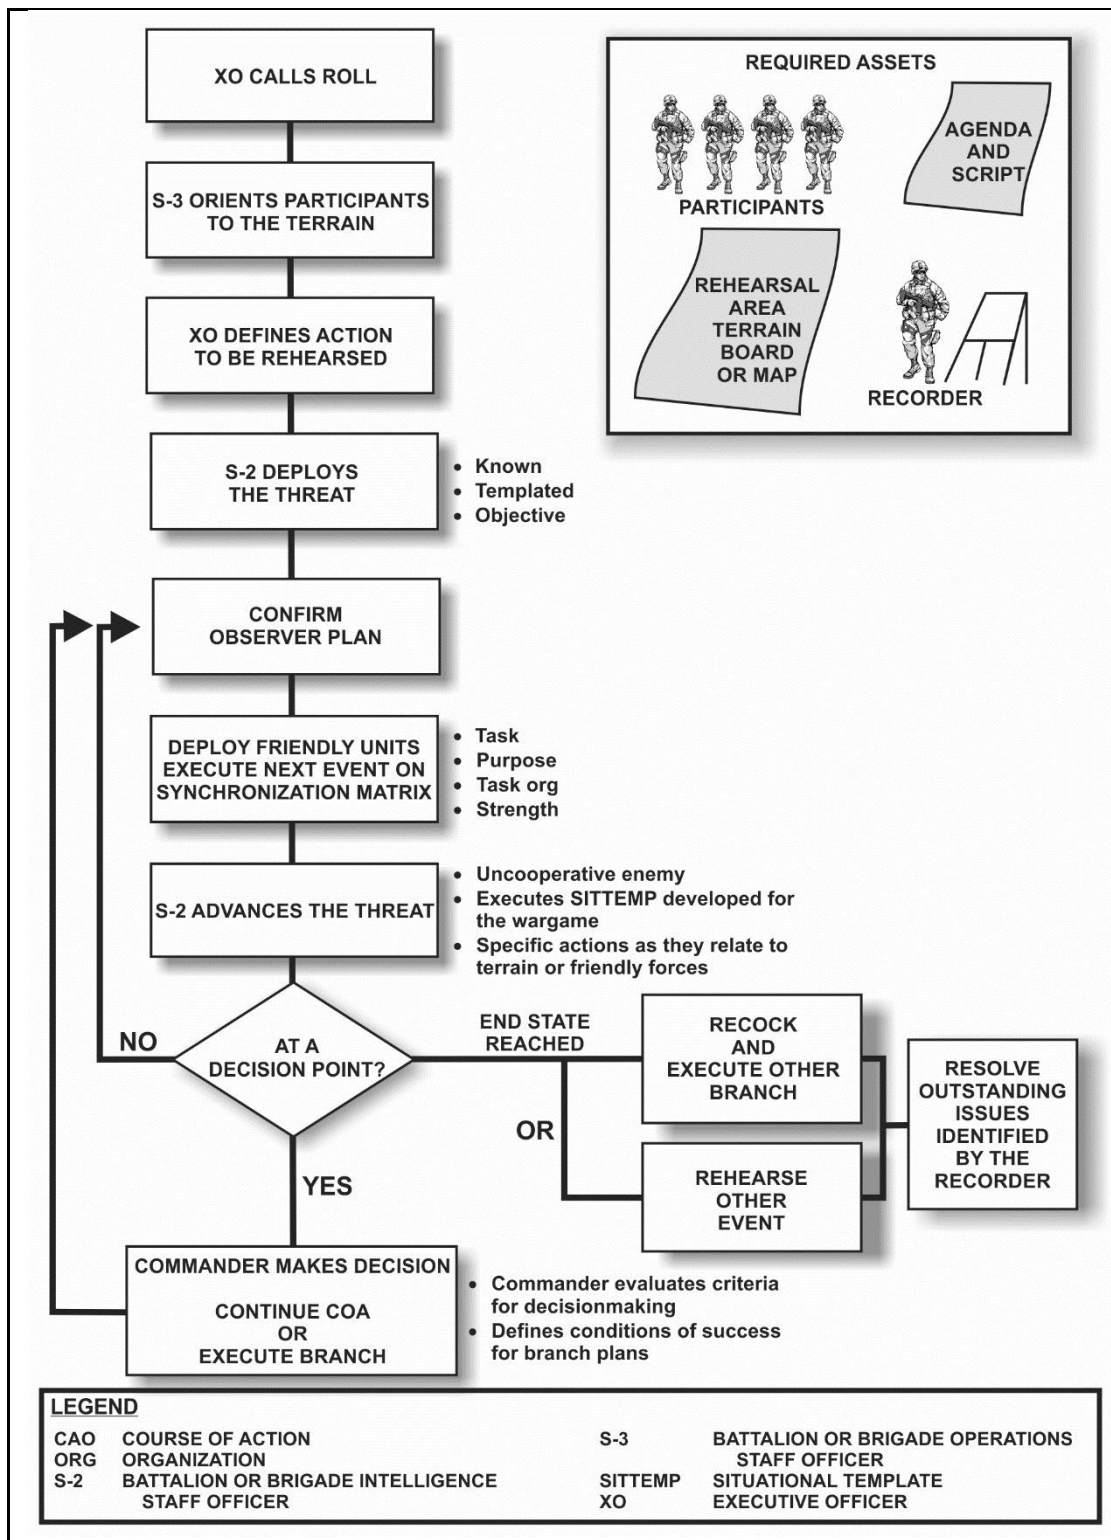 XO CALLS ROLL
S-3 ORIENTS PARTICIPANTS
TO THE TERRAIN
XO DEFINES ACTION
TO BE REHEARSED
S-2 DEPLOYS
THE THREAT
• Known
• Templated
• Objective
CONFIRM
OBSERVER PLAN
DEPLOY FRIENDLY UNITS
EXECUTE NEXT EVENT ON
SYNCHRONIZATION MATRIX
• Task
• Purpose
• Task org
• Strength
S-2 ADVANCES THE THREAT
• Uncooperative enemy
• Executes SITTEMP developed for
the wargame
• Specific actions as they relate to
terrain or friendly forces
AT A
DECISION POINT?
NO
YES
END STATE
REACHED
OR
RECOCK
AND
EXECUTE OTHER
BRANCH
REHEARSE
OTHER
EVENT
RESOLVE
OUTSTANDING
ISSUES
IDENTIFIED
BY THE
RECORDER
COMMANDER MAKES DECISION
CONTINUE COA
OR
EXECUTE BRANCH
• Commander evaluates criteria
for decisionmaking
• Defines conditions of success
for branch plans
REQUIRED ASSETS
PARTICIPANTS
AGENDA
AND
SCRIPT
REHEARSAL
AREA
TERRAIN
BOARD
OR MAP
RECORDER
LEGEND
CAO COURSE OF ACTION
ORG ORGANIZATION
S-2 BATTALION OR BRIGADE INTELLIGENCE
STAFF OFFICER
S-3 BATTALION OR BRIGADE OPERATIONS
STAFF OFFICER
SITTEMP SITUATIONAL TEMPLATE
XO EXECUTIVE OFFICER